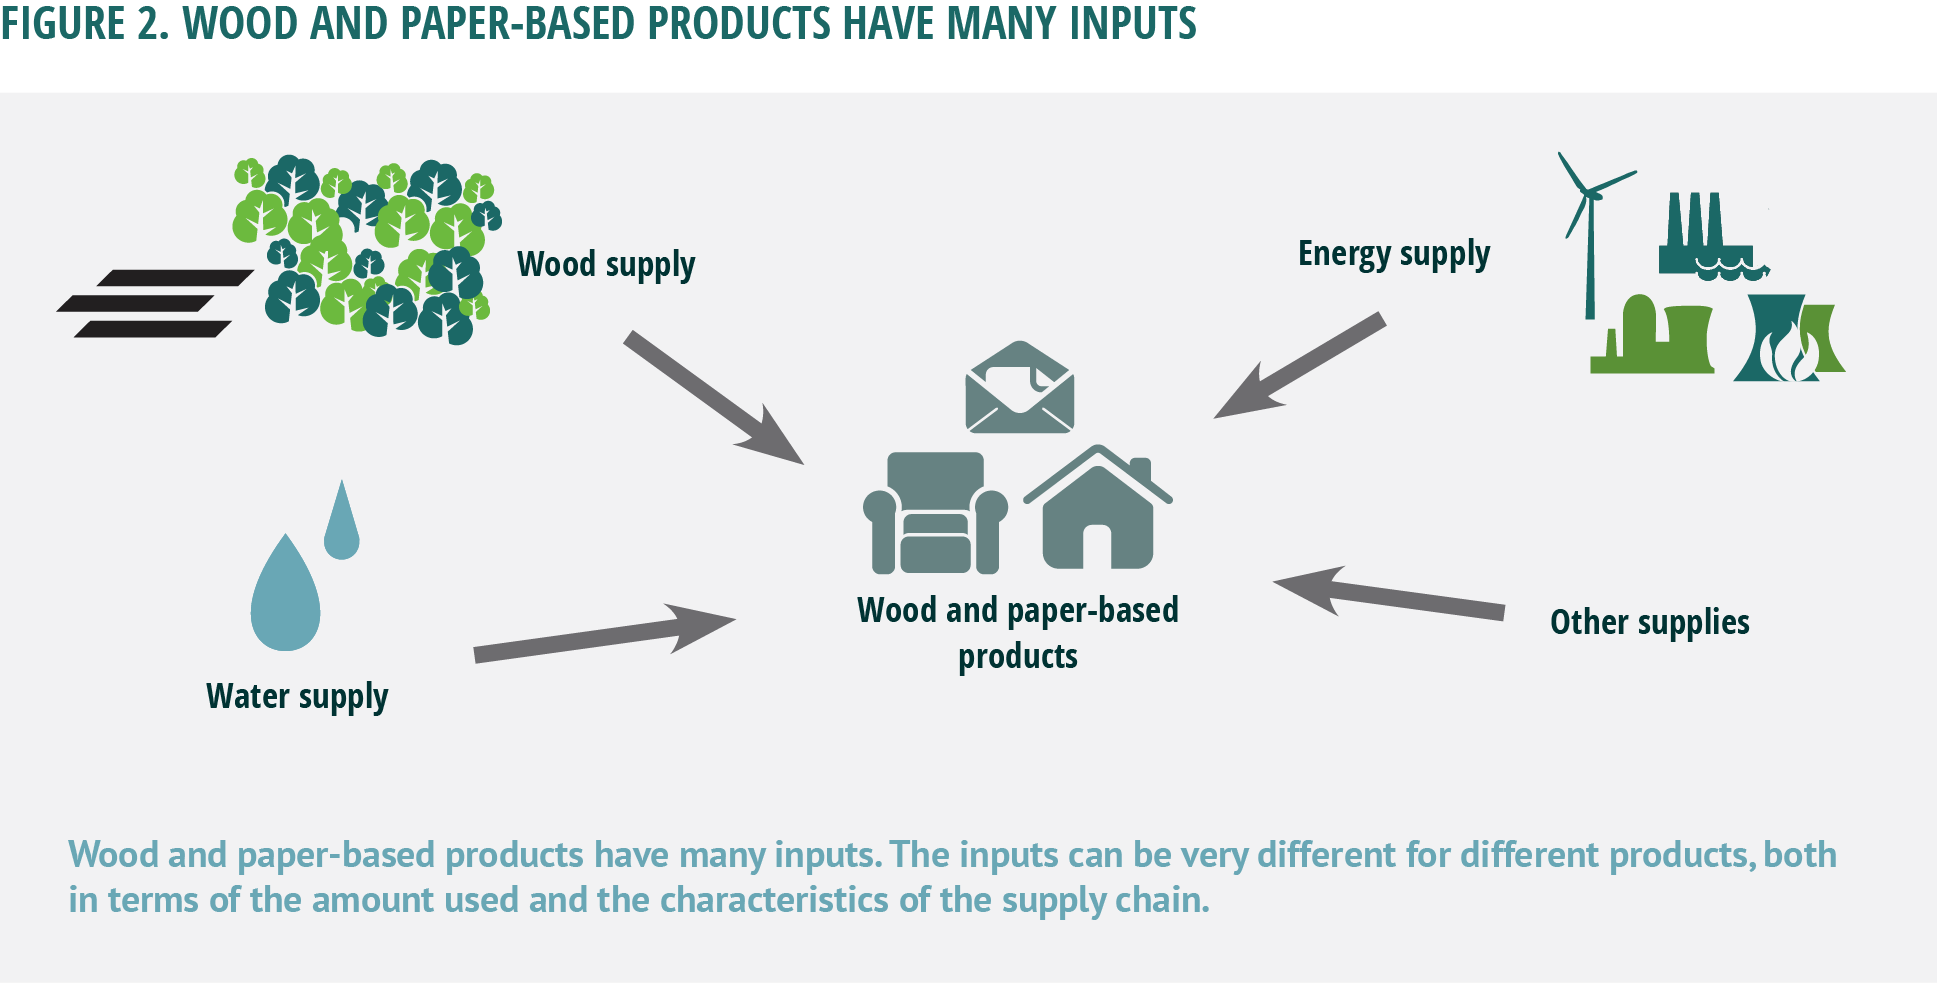 FIGURE 2. WOOD AND PAPER-BASED PRODUCTS HAVE MANY INPUTS
Wood supply
Energy supply
Wood and paper-based
products
Other supplies
Water supply
Wood and paper-based products have many inputs. The inputs can be very different for different products, both
in terms of the amount used and the characteristics of the supply chain.